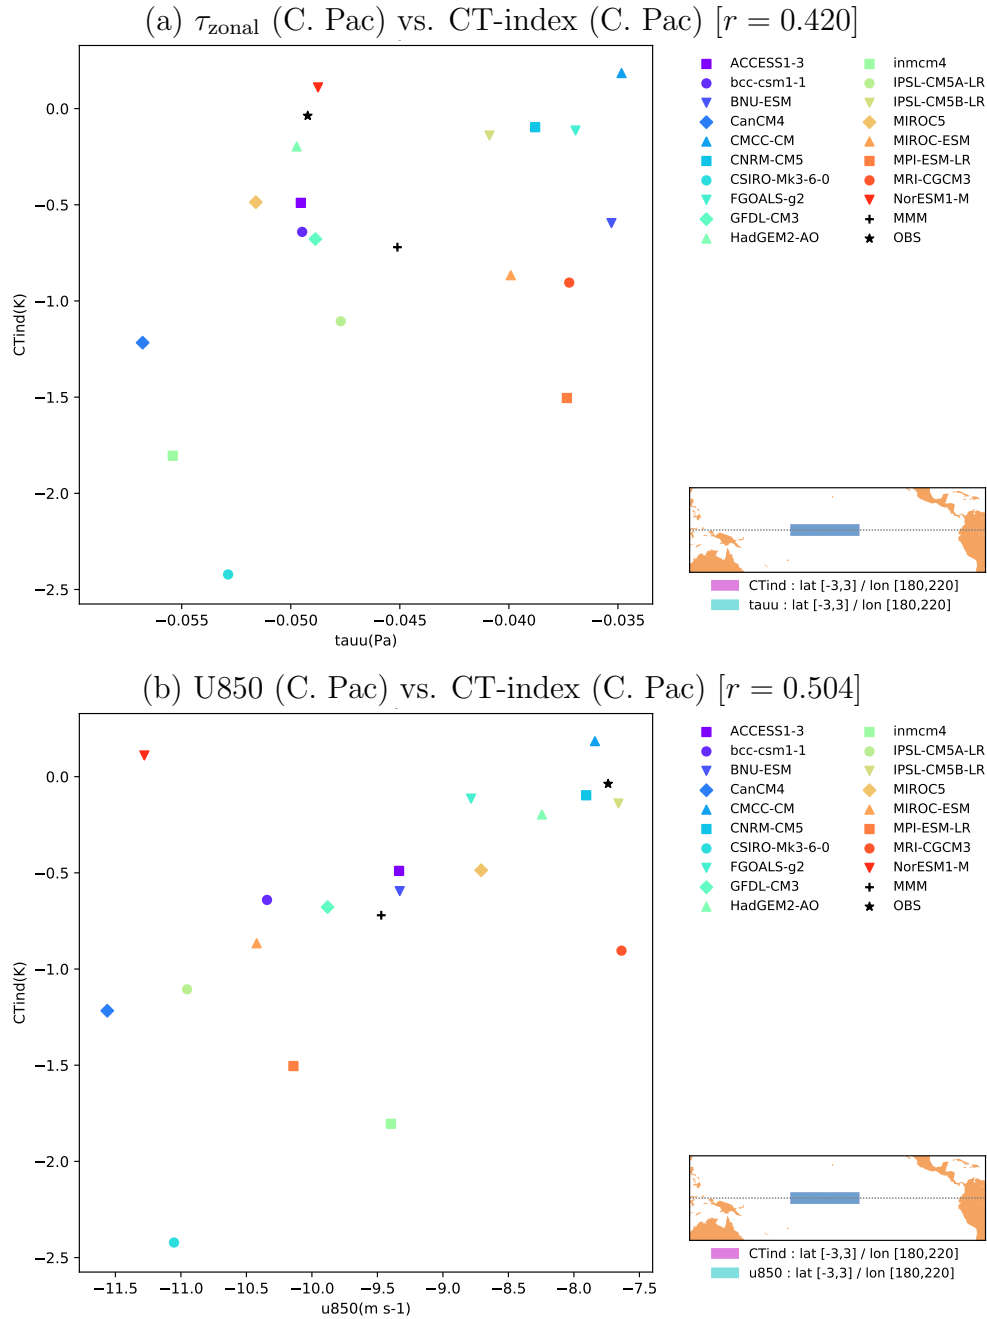 (a) τzonal (C. Pac) vs. CT-index (C. Pac) [r = 0.420]
0.0
−0.5
−1.0
−1.5
−2.0
−2.5
CTind(K)
−0.055
−0.050
−0.045
−0.040
−0.035
tauu(Pa)
ACCESS1-3
bcc-csm1-1
BNU-ESM
CanCM4
CMCC-CM
CNRM-CM5
CSIRO-Mk3-6-0
FGOALS-g2
GFDL-CM3
HadGEM2-AO
inmcm4
IPSL-CM5A-LR
IPSL-CM5B-LR
MIROC5
MIROC-ESM
MPI-ESM-LR
MRI-CGCM3
NorESM1-M
MMM
OBS
CTind : lat [-3,3] / lon [180,220]
tauu : lat [-3,3] / lon [180,220]
(b) U850 (C. Pac) vs. CT-index (C. Pac) [r = 0.504]
0.0
−0.5
−1.0
−1.5
−2.0
−2.5
CTind(K)
−11.5
−11.0
−10.5
−10.0
−9.5
−9.0
−8.5
−8.0
−7.5
u850(m s-1)
ACCESS1-3
bcc-csm1-1
BNU-ESM
CanCM4
CMCC-CM
CNRM-CM5
CSIRO-Mk3-6-0
FGOALS-g2
GFDL-CM3
HadGEM2-AO
inmcm4
IPSL-CM5A-LR
IPSL-CM5B-LR
MIROC5
MIROC-ESM
MPI-ESM-LR
MRI-CGCM3
NorESM1-M
MMM
OBS
CTind : lat [-3,3] / lon [180,220]
u850 : lat [-3,3] / lon [180,220]